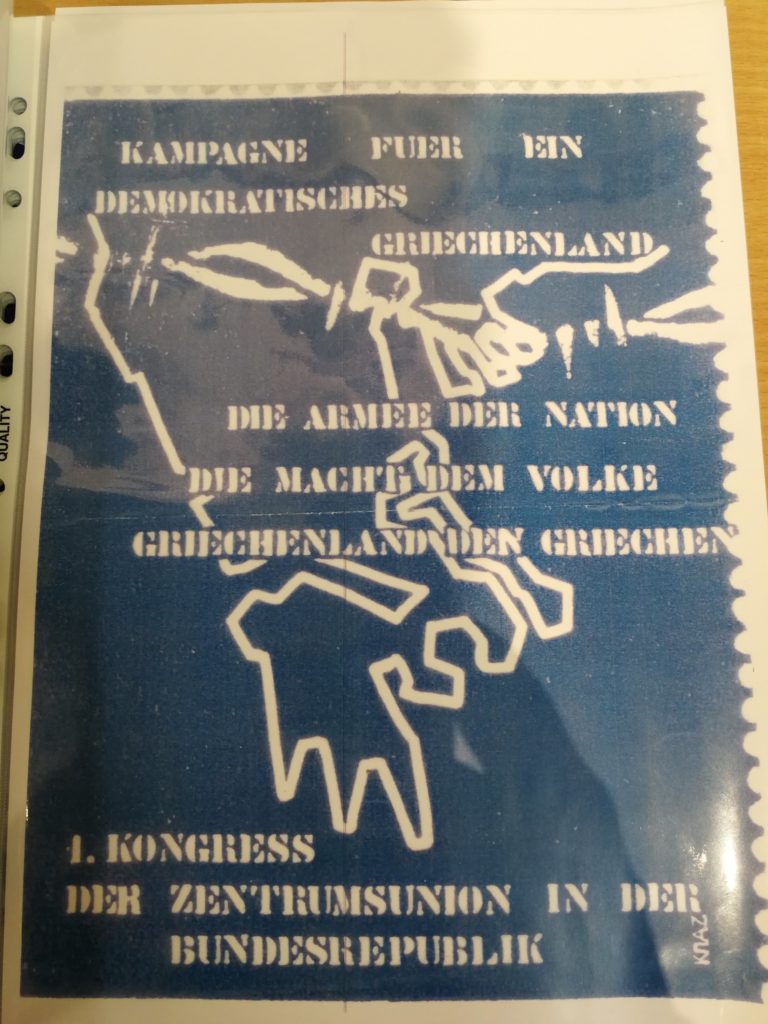 KAMPAGNE FUER EIN
DEMOKRATISCHES
GRIECHENLAND
DIE ARMEE DER NATION
DIE MACHT DEM VOLKE
GRIECHENLAND DEN GRIECHEN
1. KONGRESS
DER ZENTRUMSUNION IN DER
BUNDESREPUBLIK
QUALITY